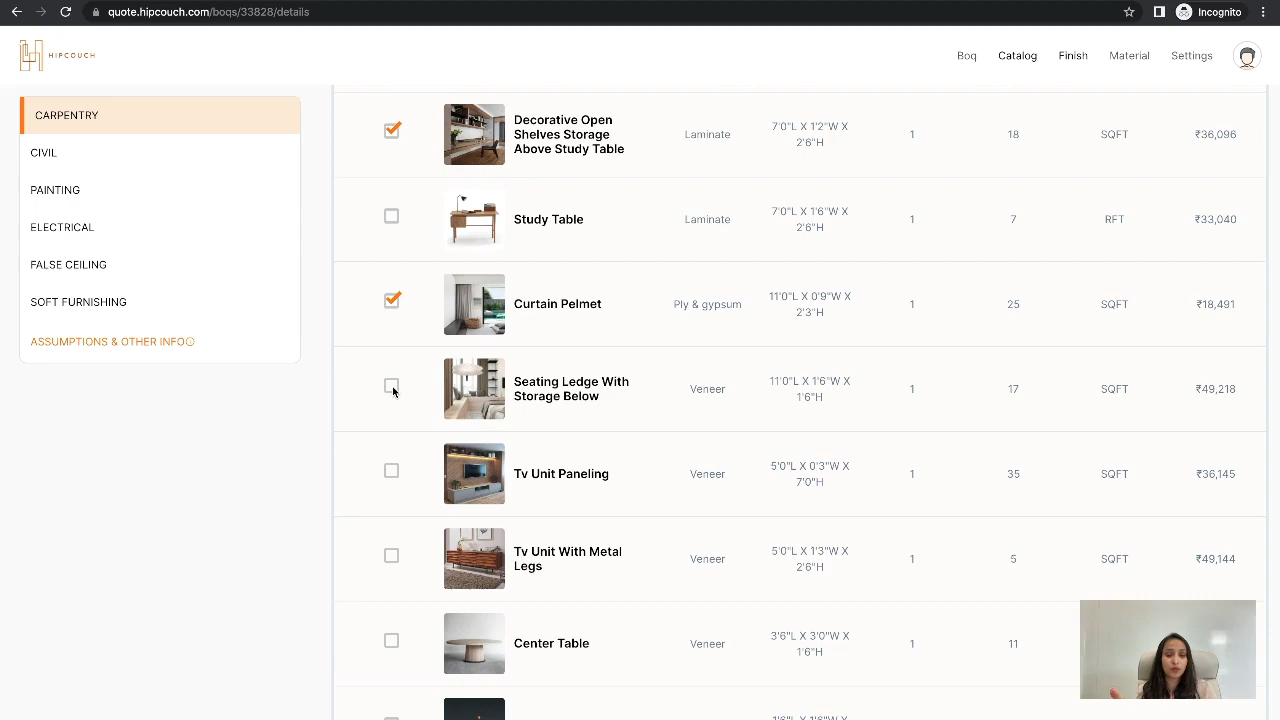 quote.hipcouch.com/boqs/33828/details
Incognito
HIPCOUCH
Boq Catalog Finish Material Settings
CARPENTRY
CIVIL
PAINTING
ELECTRICAL
FALSE CEILING
SOFT FURNISHING
ASSUMPTIONS & OTHER INFO
Decorative Open
Shelves Storage
Above Study Table
Laminate
7'0"L X 1'2"W X
2'6"H
1
18
SQFT
₹36,096
Study Table
Laminate
7'0"L X 1'6"W X
2'6"H
1
7
RFT
₹33,040
Curtain Pelmet
Ply & gypsum
11'0"L X 0'9"W X
2'3"H
1
25
SQFT
₹18,491
Seating Ledge With
Storage Below
Veneer
11'0"L X 1'6"W X
1'6"H
1
17
SQFT
₹49,218
Tv Unit Paneling
Veneer
5'0"L X 0'3"W X
7'0"H
1
35
SQFT
₹36,145
Tv Unit With Metal
Legs
Veneer
5'0"L X 1'3"W X
2'6"H
1
5
SQFT
₹49,144
Center Table
Veneer
3'6"L X 3'0"W X
1'6"H
1
11